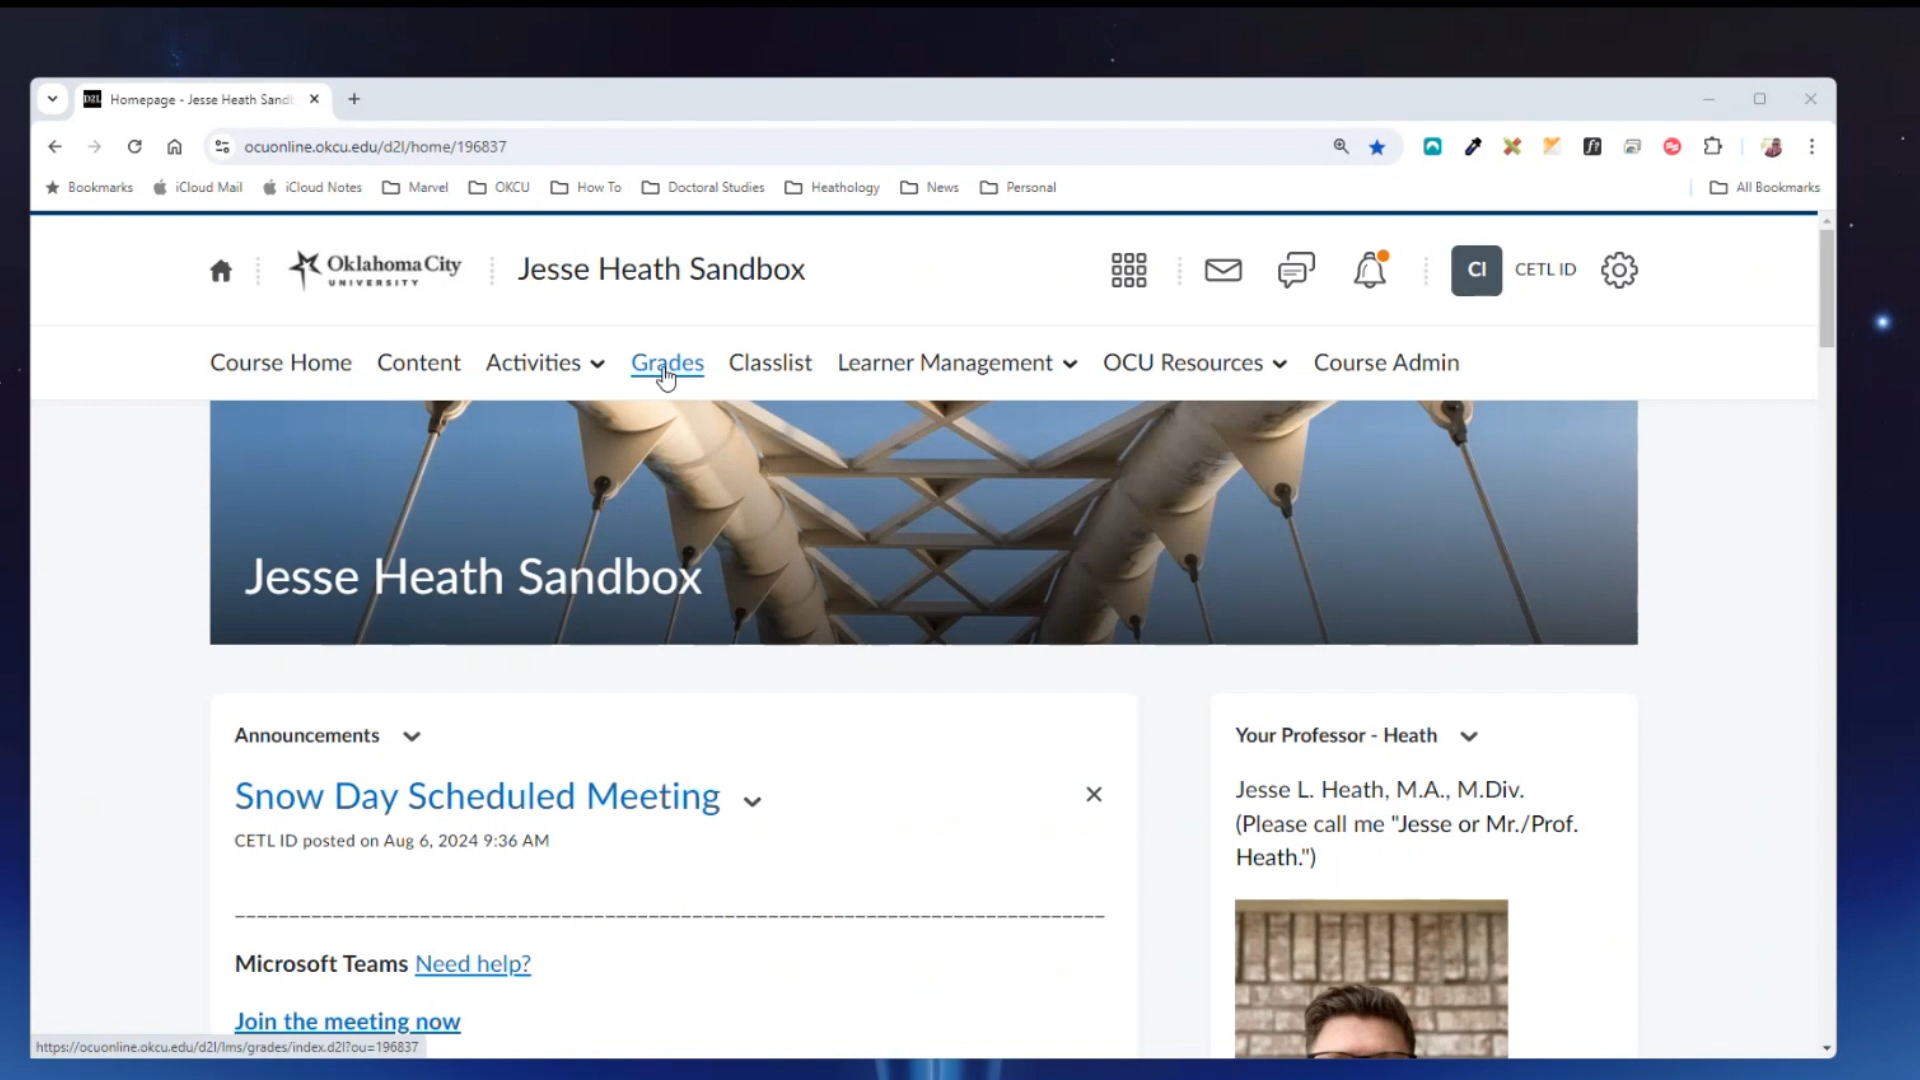 D2L Homepage - Jesse Heath Sand
ocuonline.okcu.edu/d2l/home/196837
Bookmarks iCloud Mail iCloud Notes Marvel OKCU How To Doctoral Studies Heathology News Personal All Bookmarks
Oklahoma City
UNIVERSITY
Jesse Heath Sandbox
CI CETL ID
Course Home Content Activities Grades Classlist Learner Management OCU Resources Course Admin
Jesse Heath Sandbox
Announcements
Snow Day Scheduled Meeting
CETL ID posted on Aug 6, 2024 9:36 AM
________________________________________________________________________________
Microsoft Teams Need help?
Join the meeting now
Your Professor - Heath
Jesse L. Heath, M.A., M.Div.
(Please call me "Jesse or Mr./Prof.
Heath.")
https://ocuonline.okcu.edu/d2l/lms/grades/index.d2l?ou=196837